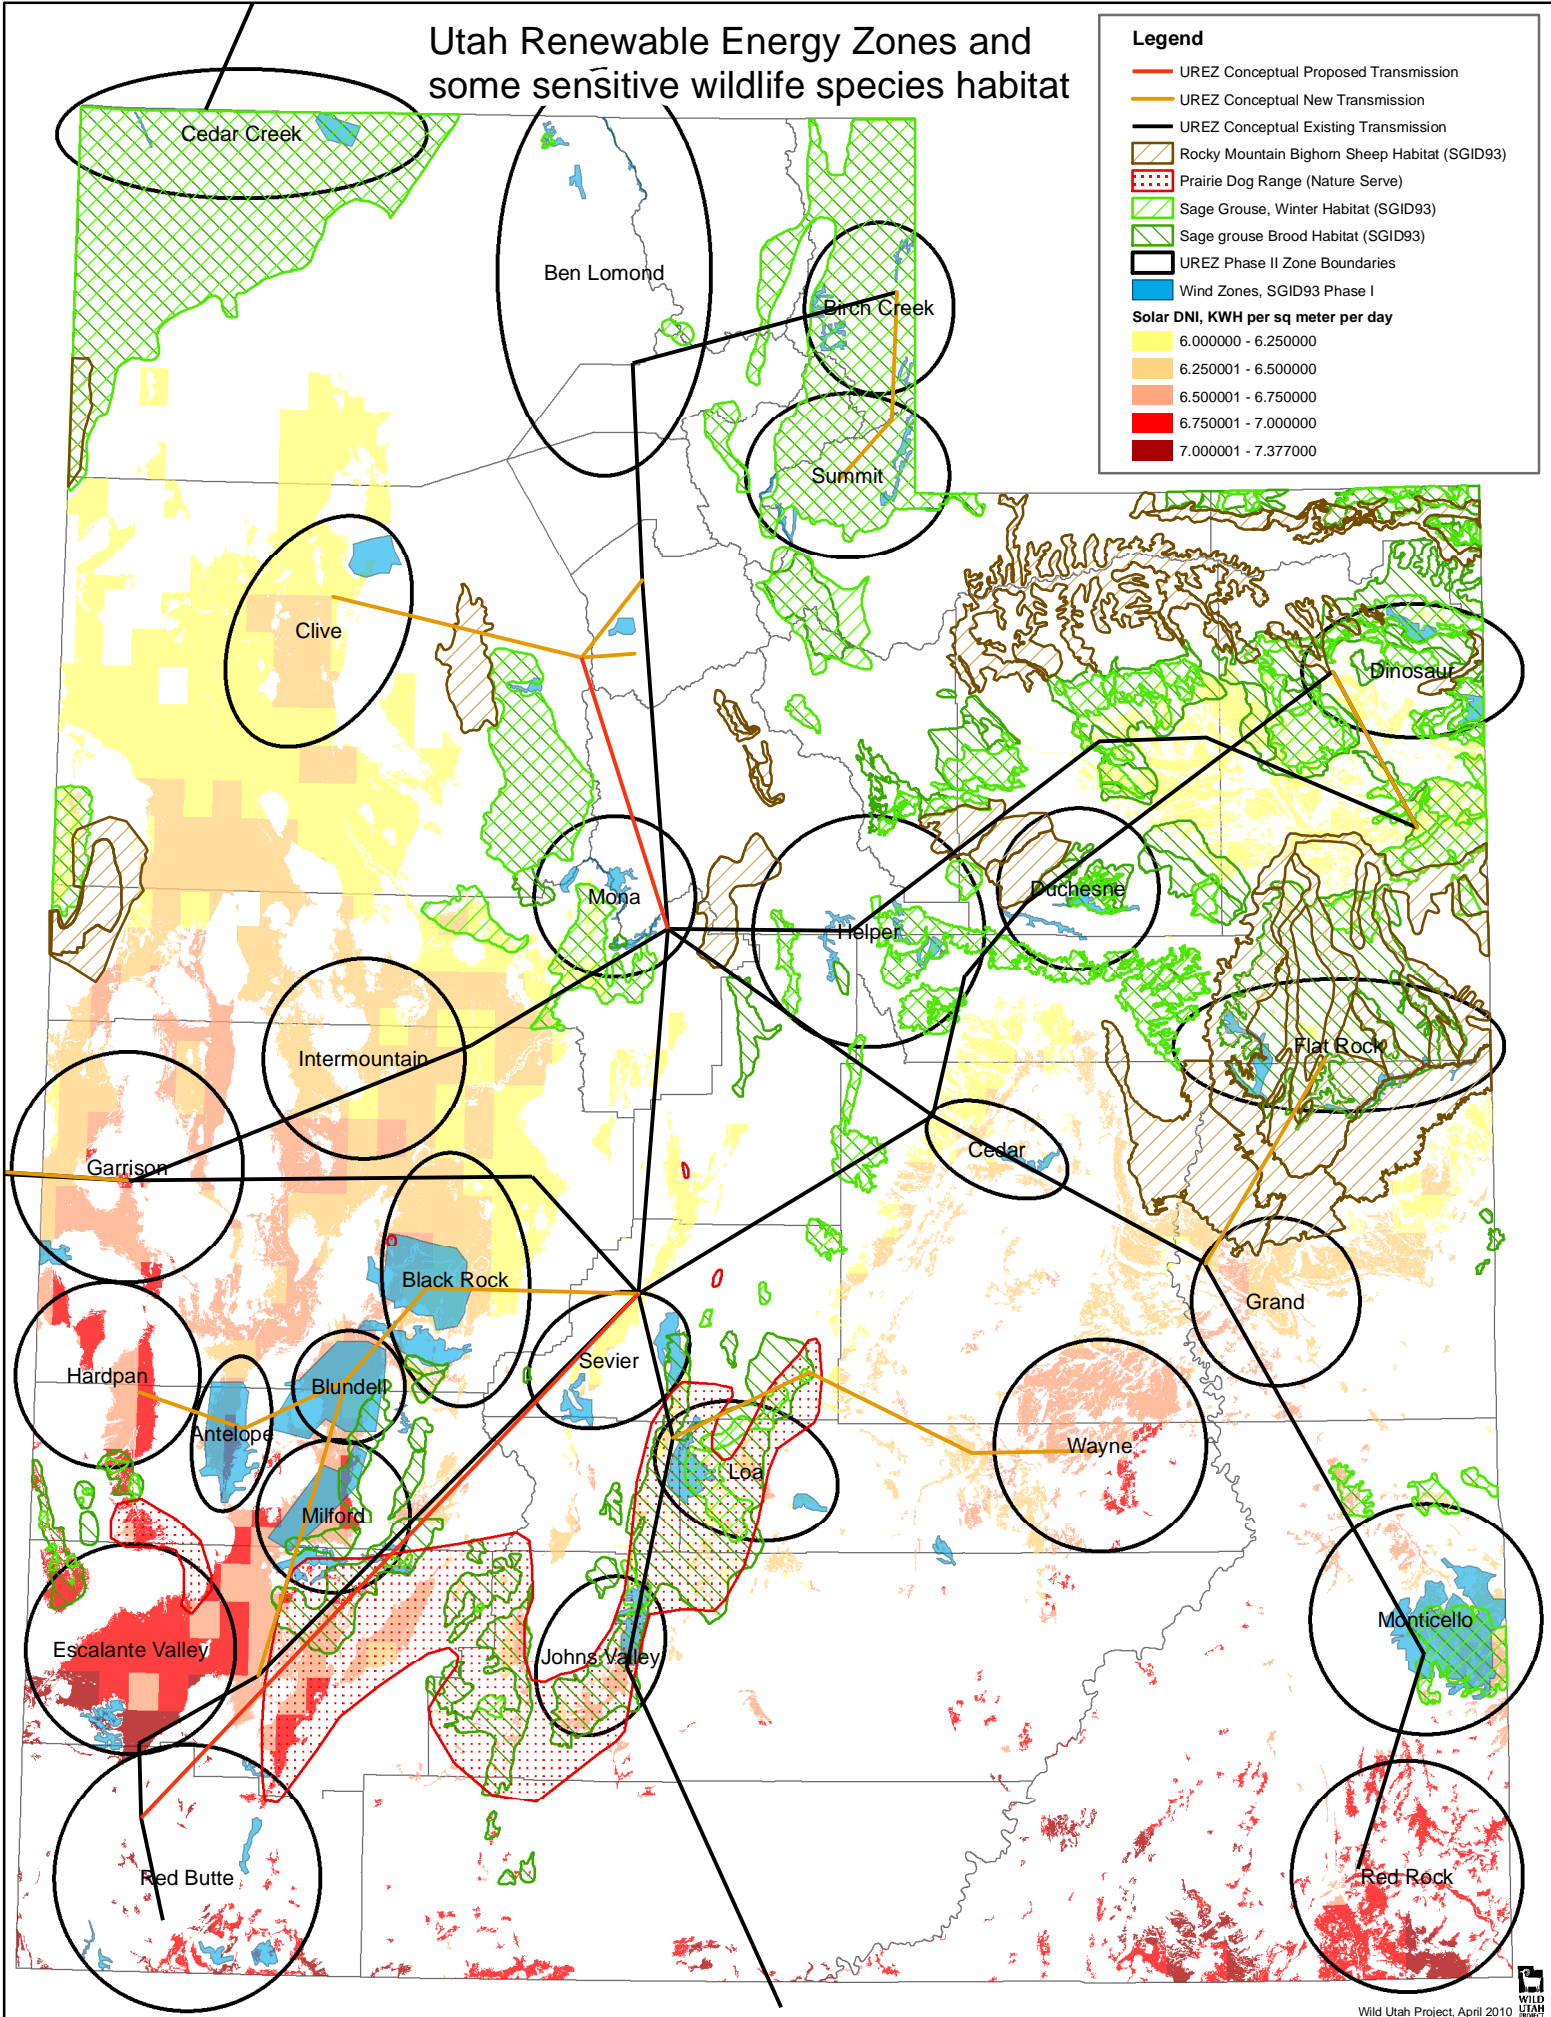 Utah Renewable Energy Zones and
some sensitive wildlife species habitat
Legend
UREZ Conceptual Proposed Transmission
UREZ Conceptual New Transmission
UREZ Conceptual Existing Transmission
Rocky Mountain Bighorn Sheep Habitat (SGID93)
Prairie Dog Range (Nature Serve)
Sage Grouse, Winter Habitat (SGID93)
Sage grouse Brood Habitat (SGID93)
UREZ Phase II Zone Boundaries
Wind Zones, SGID93 Phase I
Solar DNI, KWH per sq meter per day
6.000000 - 6.250000
6.250001 - 6.500000
6.500001 - 6.750000
6.750001 - 7.000000
7.000001 - 7.377000
Cedar Creek
Ben Lomond
Birch Creek
Summit
Clive
Dinosaur
Mona
Duchesne
Helper
Intermountain
Flat Rock
Cedar
Garrison
Black Rock
Grand
Sevier
Hardpan
Blundell
Antelope
Wayne
Loa
Milford
Monticello
Escalante Valley
Johns Valley
Red Butte
Red Rock
Wild Utah Project, April 2010
WILD
UTAH
PROJECT